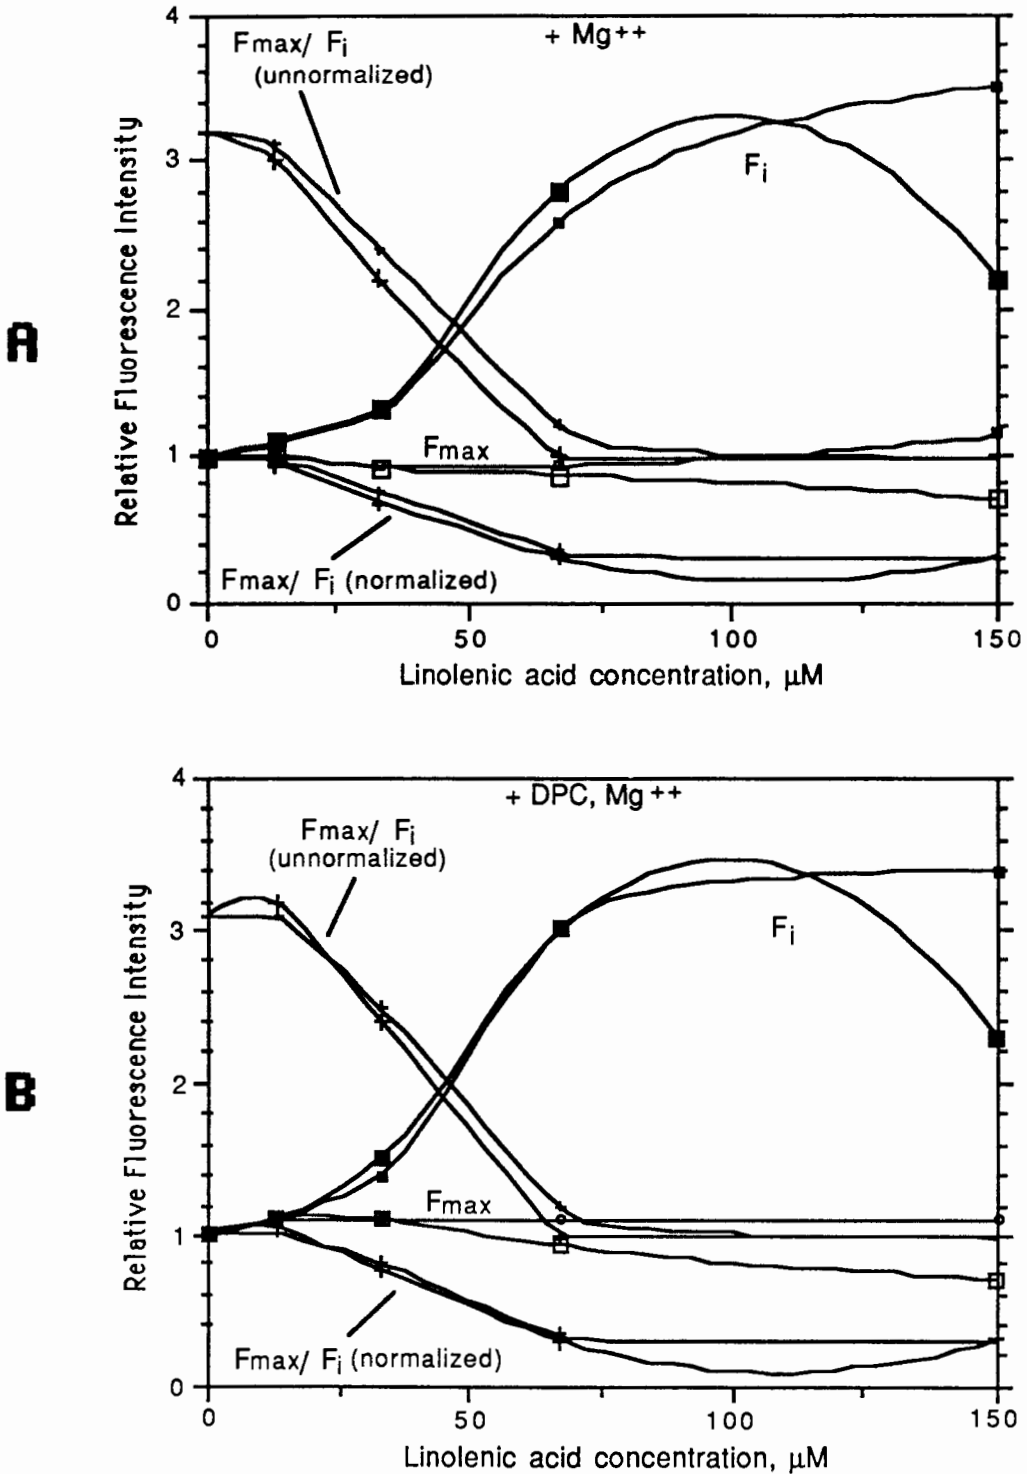 A
Relative Fluorescence Intensity
4
3
2
1
0
+ Mg++
Fmax/ Fi
(unnormalized)
Fi
Fmax
Fmax/ Fi (normalized)
0 50 100 150
Linolenic acid concentration, µM
B
Relative Fluorescence Intensity
4
3
2
1
0
+ DPC, Mg++
Fmax/ Fi
(unnormalized)
Fi
Fmax
Fmax/ Fi (normalized)
0 50 100 150
Linolenic acid concentration, µM